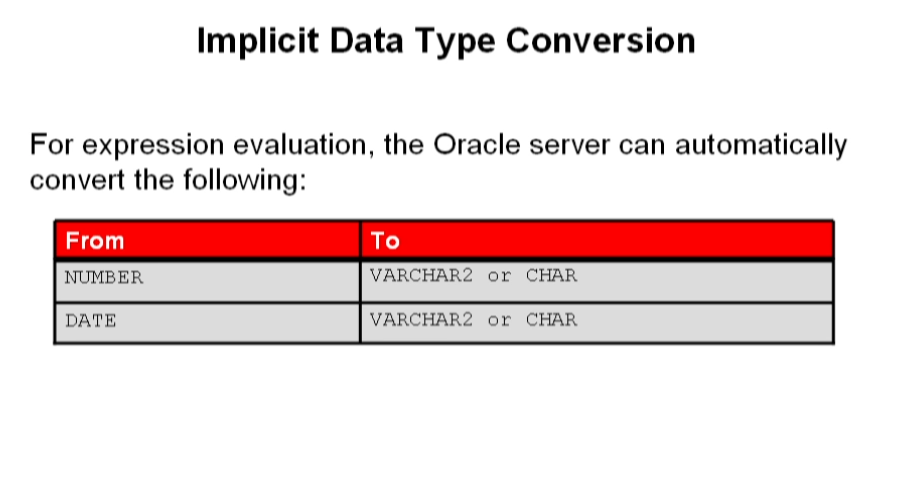 Implicit Data Type Conversion
For expression evaluation, the Oracle server can automatically
convert the following:
From To
NUMBER VARCHAR2 or CHAR
DATE VARCHAR2 or CHAR